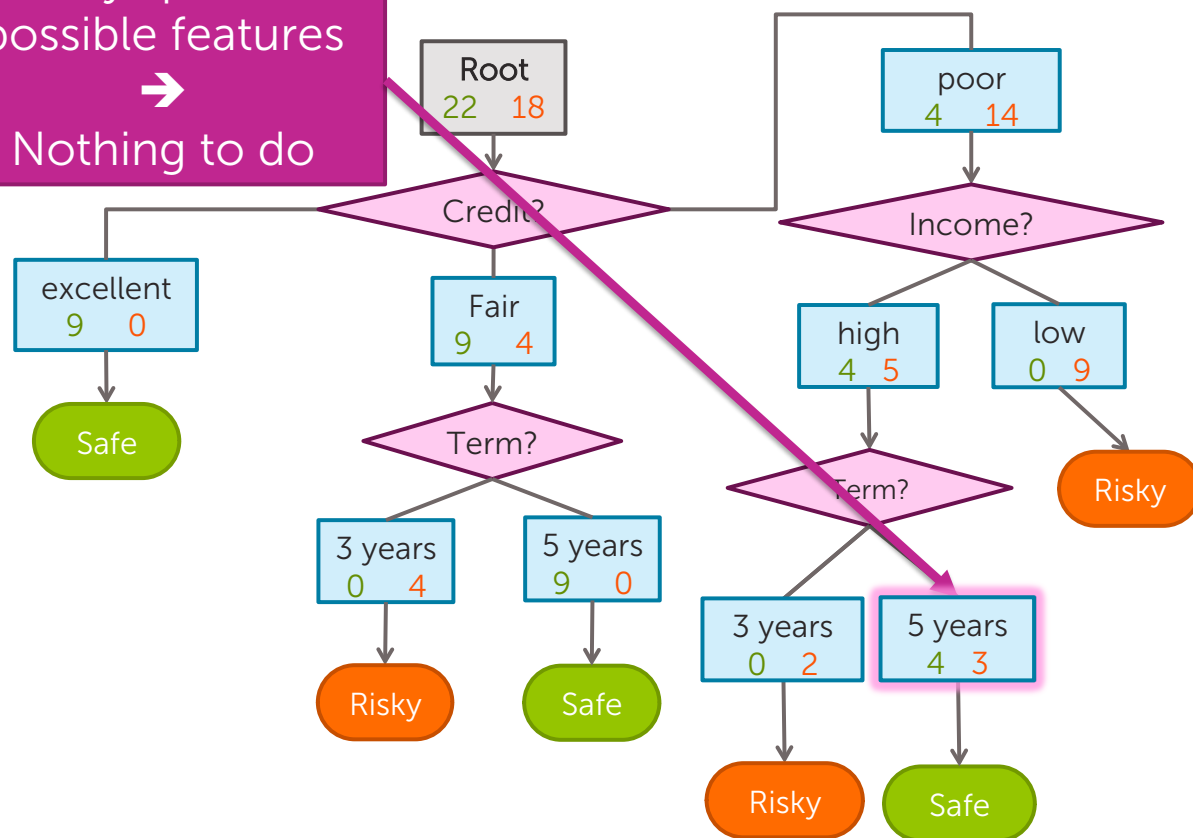 possible features
➔
Nothing to do
Root
22 18
Credit?
excellent
9 0
Safe
Fair
9 4
Term?
3 years
0 4
Risky
5 years
9 0
Safe
poor
4 14
Income?
high
4 5
low
0 9
Risky
Term?
3 years
0 2
Risky
5 years
4 3
Safe